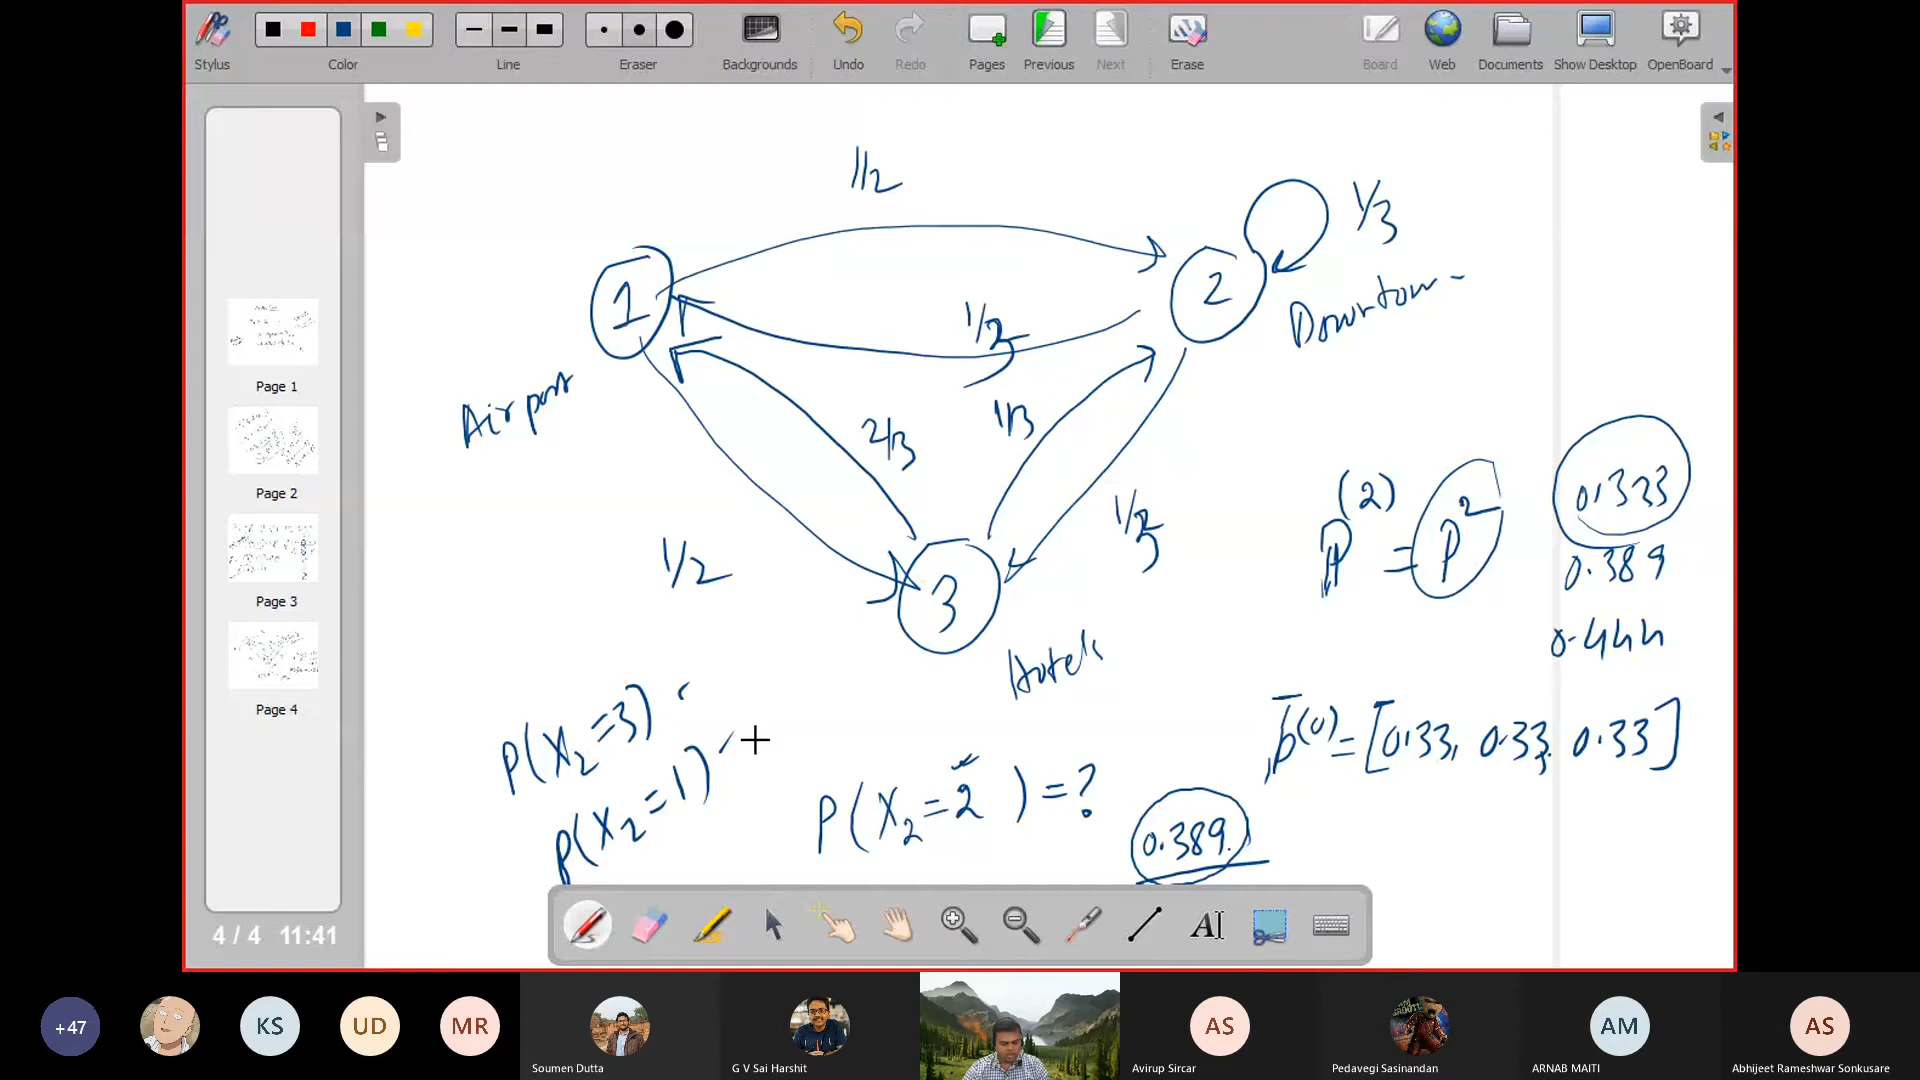 Stylus
Color
Line
Eraser
Backgrounds
Undo
Redo
Pages
Previous
Next
Erase
Board
Web
Documents
Show Desktop
OpenBoard
Page 1
Page 2
Page 3
Page 4
4 / 4 11:41
1/2
1/3
1
2
Downtown
1/3
Airport
2/3
1/3
1/3
1/2
3
Hotels
P(2) = P2
0.333
0.389
0.444
p̄(0) = [0.33, 0.33, 0.33]
P(X2=3)
P(X2=1)
P(X2=2) = ?
0.389
AI
+47
KS
UD
MR
Soumen Dutta
G V Sai Harshit
AS
Avirup Sircar
Pedavegi Sasinandan
AM
ARNAB MAITI
AS
Abhijeet Rameshwar Sonkusare